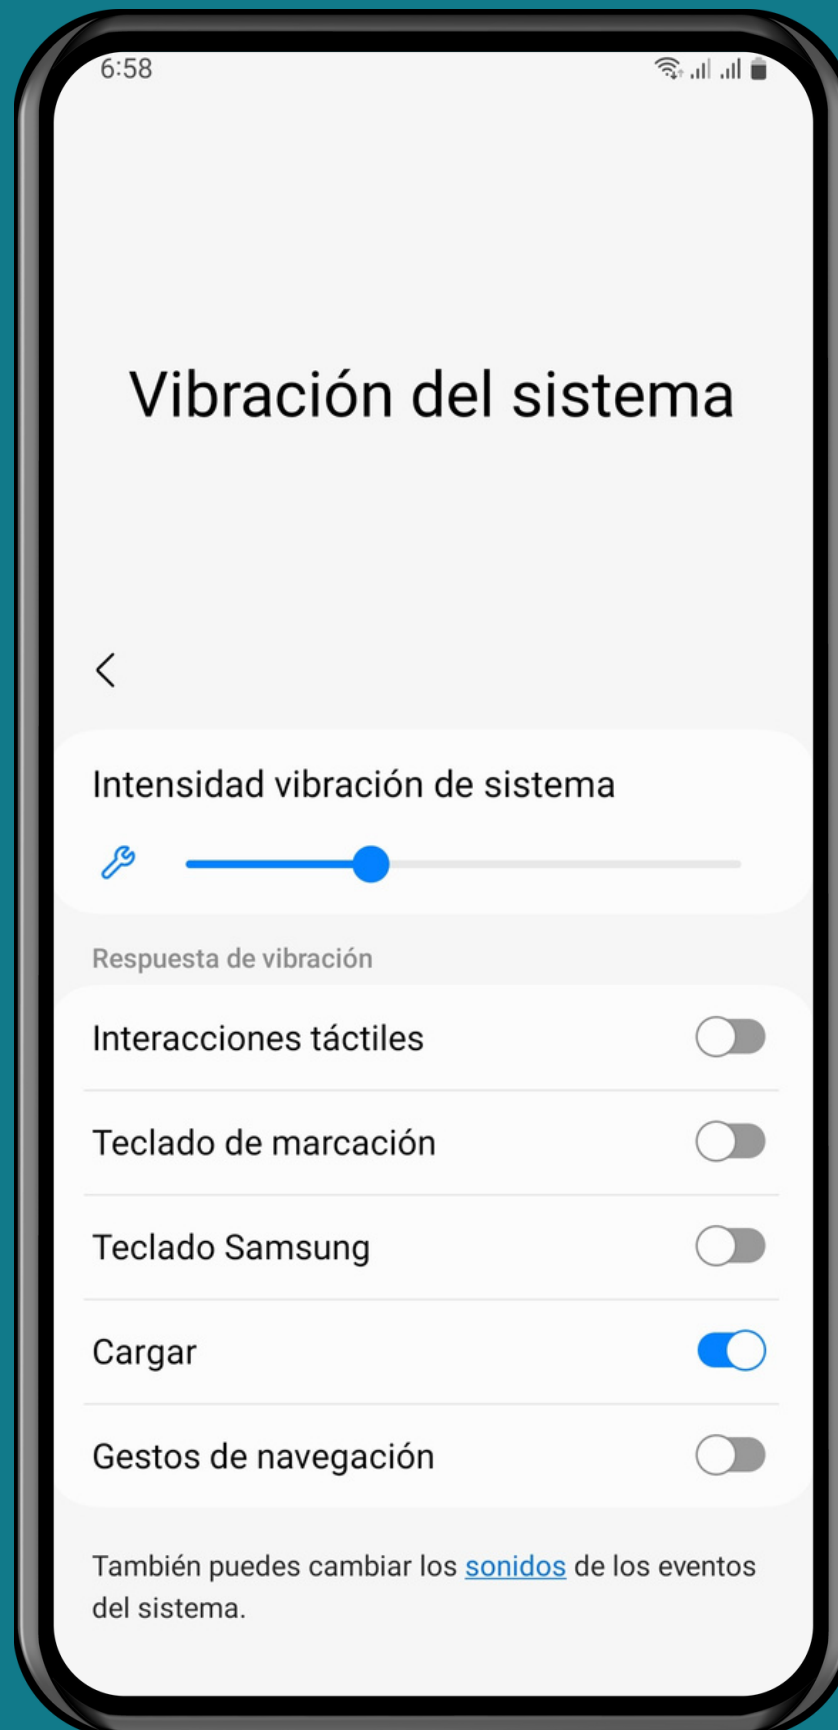 6:58
Vibración del sistema
Intensidad vibración de sistema
Respuesta de vibración
Interacciones táctiles
Teclado de marcación
Teclado Samsung
Cargar
Gestos de navegación
También puedes cambiar los sonidos de los eventos
del sistema.